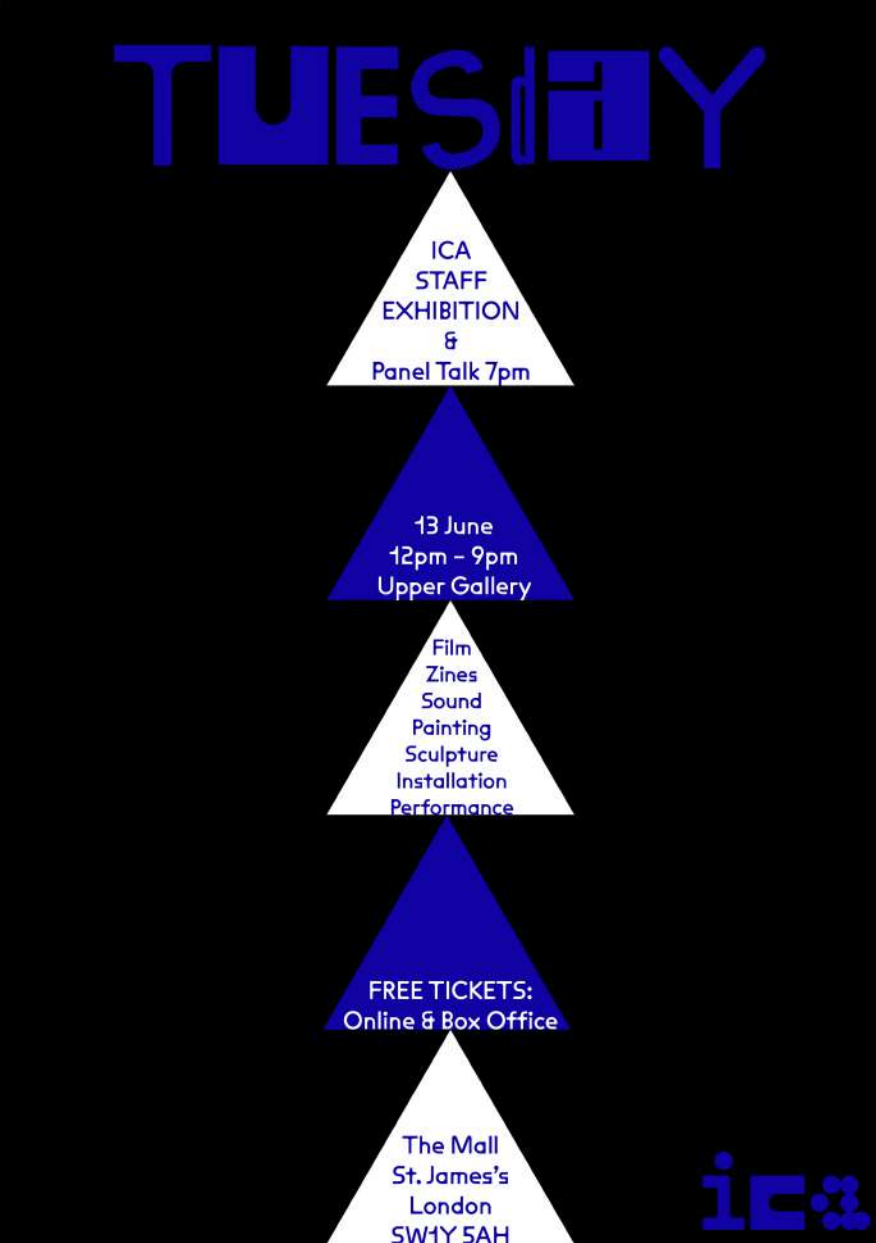 TUESdAY
ICA
STAFF
EXHIBITION
&
Panel Talk 7pm
13 June
12pm – 9pm
Upper Gallery
Film
Zines
Sound
Painting
Sculpture
Installation
Performance
FREE TICKETS:
Online & Box Office
The Mall
St. James's
London
SW1Y 5AH
ica